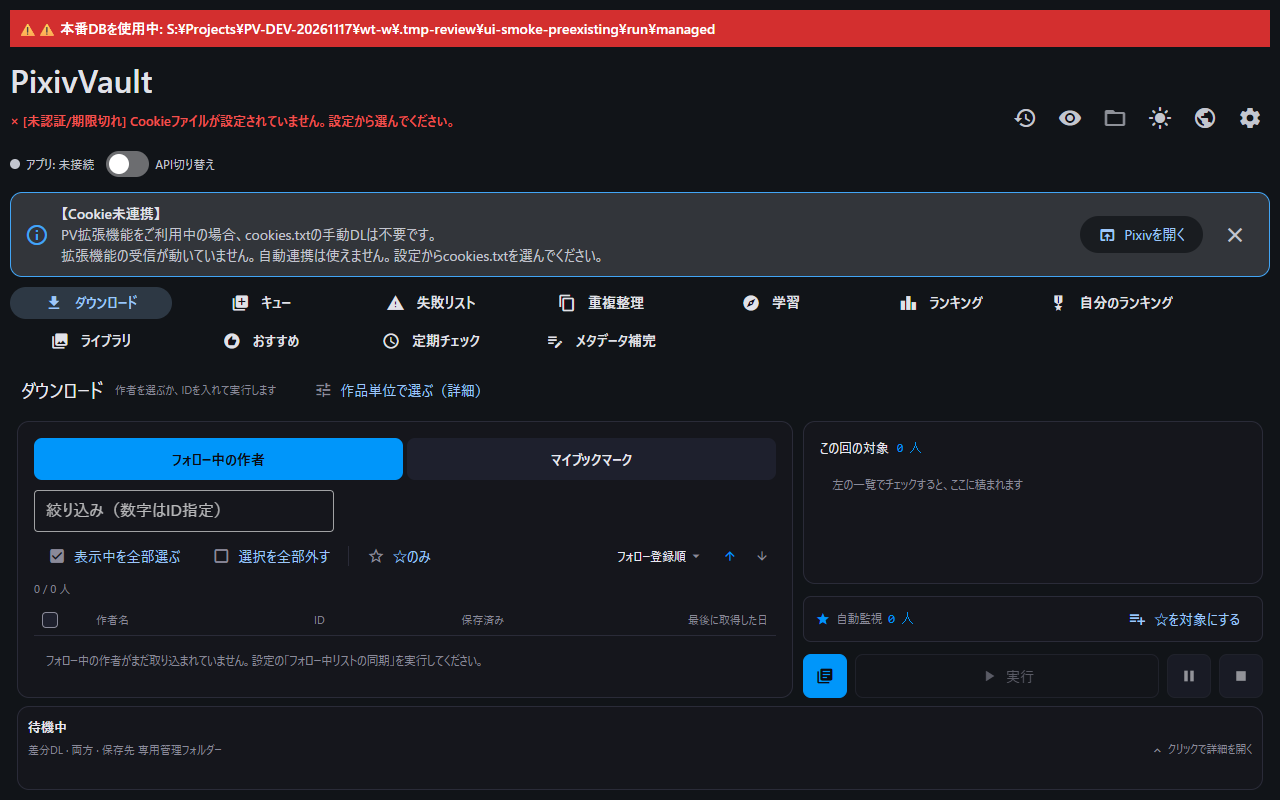 本番DBを使用中: S:¥Projects¥PV-DEV-20261117¥wt-w¥.tmp-review¥ui-smoke-preexisting¥run¥managed
PixivVault
× [未認証/期限切れ] Cookieファイルが設定されていません。設定から選んでください。
アプリ: 未接続
API切り替え
【Cookie未連携】
PV拡張機能をご利用中の場合、cookies.txtの手動DLは不要です。
拡張機能の受信が動いていません。自動連携は使えません。設定からcookies.txtを選んでください。
Pixivを開く
ダウンロード
キュー
失敗リスト
重複整理
学習
ランキング
自分のランキング
ライブラリ
おすすめ
定期チェック
メタデータ補完
ダウンロード
作者を選ぶか、IDを入れて実行します
作品単位で選ぶ（詳細）
フォロー中の作者
マイブックマーク
絞り込み（数字はID指定）
表示中を全部選ぶ
選択を全部外す
☆のみ
フォロー登録順
0 / 0 人
作者名
ID
保存済み
最後に取得した日
フォロー中の作者がまだ取り込まれていません。設定の「フォロー中リストの同期」を実行してください。
この回の対象 0 人
左の一覧でチェックすると、ここに積まれます
自動監視 0 人
☆を対象にする
実行
待機中
差分DL · 両方 · 保存先 専用管理フォルダー
クリックで詳細を開く